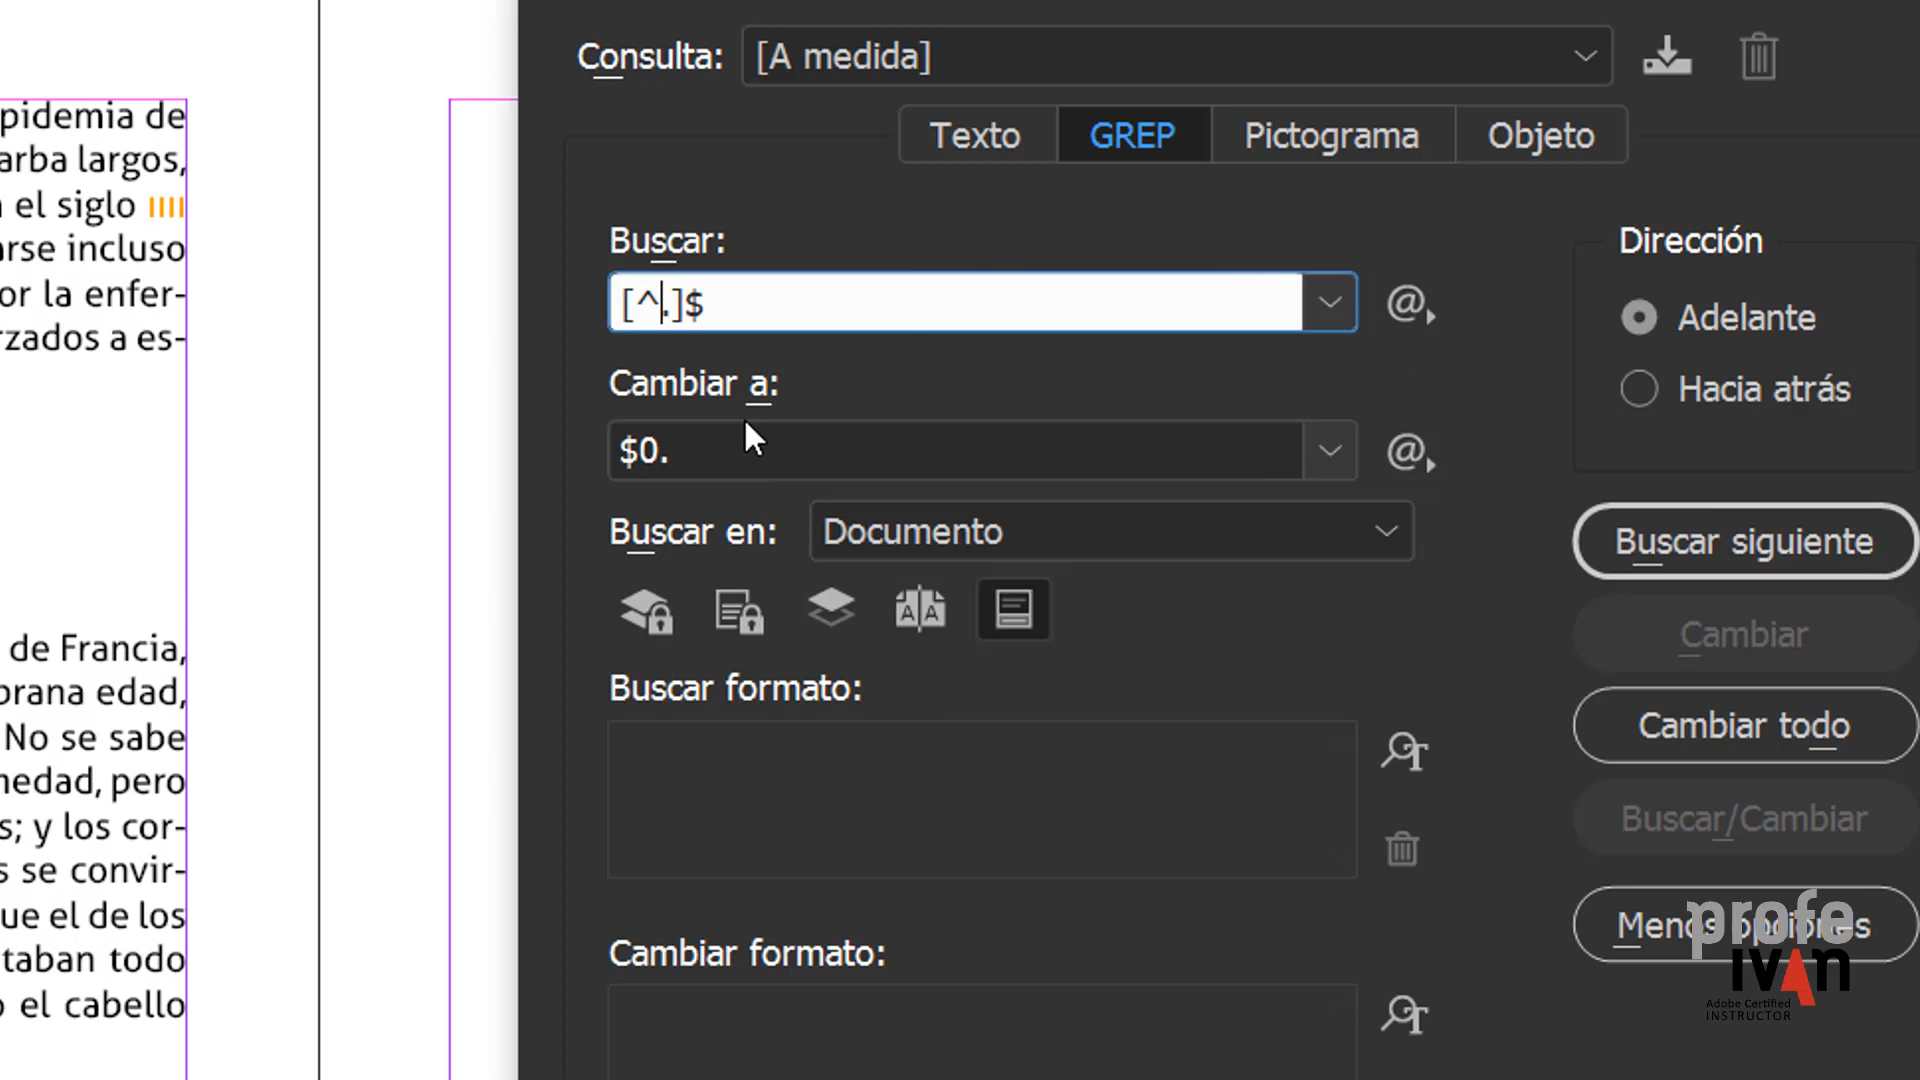 pidemia de
arba largos,
el siglo IIII
arse incluso
or la enfer-
rzados a es-
de Francia,
prana edad,
No se sabe
nedad, pero
s; y los cor-
s se convir-
ue el de los
taban todo
o el cabello
Consulta: [A medida]
Texto GREP Pictograma Objeto
Buscar:
[^.]$
@
Cambiar a:
$0.
@
Buscar en: Documento
Buscar formato:
Cambiar formato:
Dirección
Adelante
Hacia atrás
Buscar siguiente
Cambiar
Cambiar todo
Buscar/Cambiar
Menos opciones
profe
ivan
Adobe Certified
INSTRUCTOR